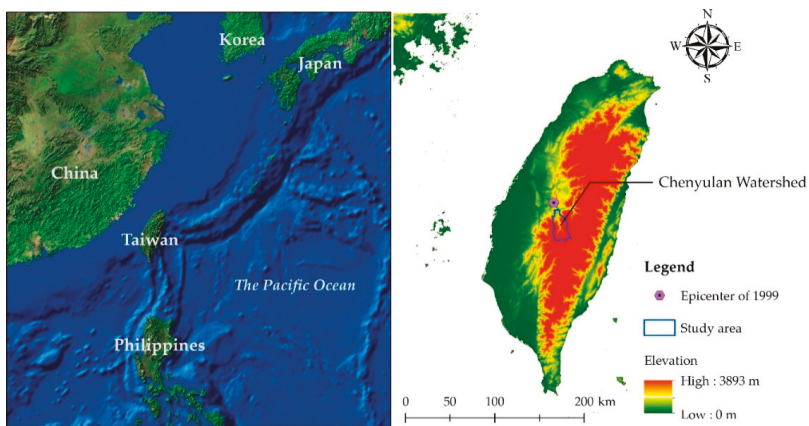 Korea
Japan
China
Taiwan
The Pacific Ocean
Philippines
N
W E
S
Chenyulan Watershed
Legend
Epicenter of 1999
Study area
Elevation
High : 3893 m
Low : 0 m
0 50 100 200 km